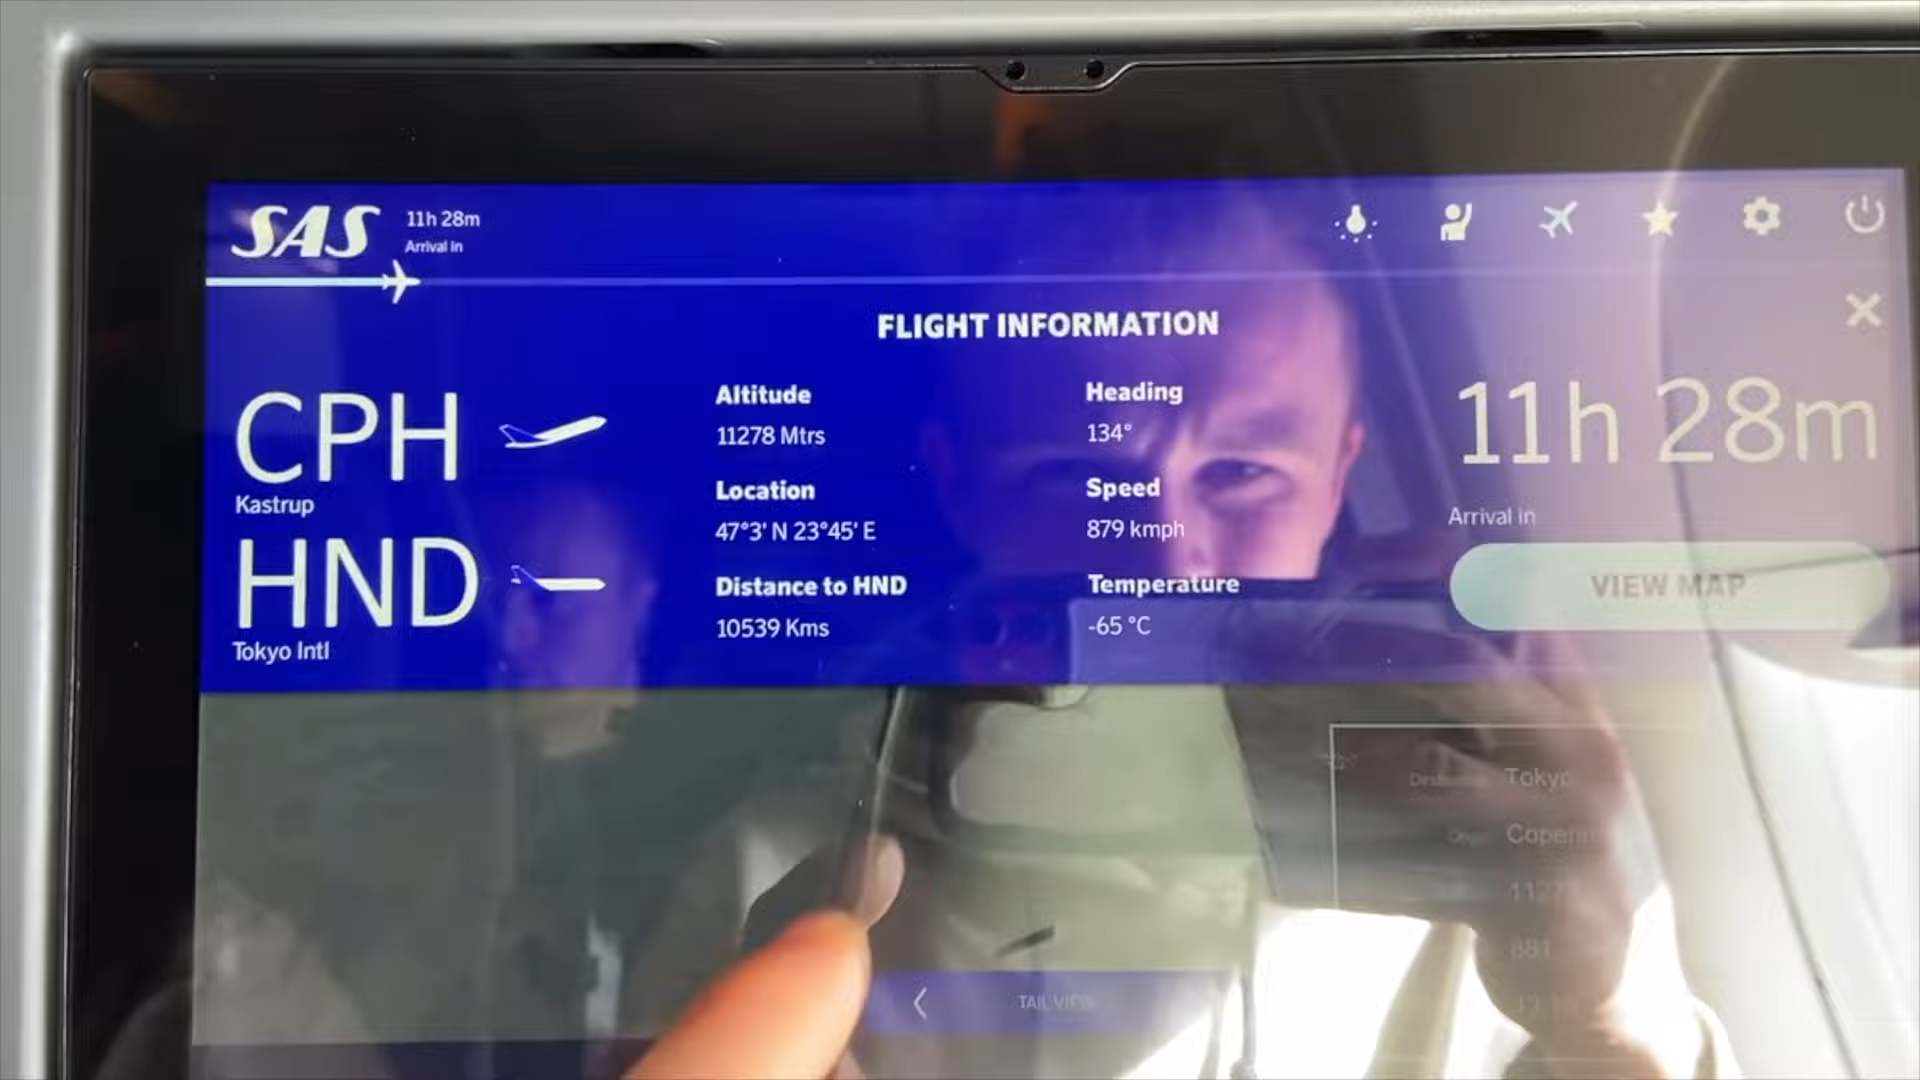 SAS
11h 28m
Arrival in
FLIGHT INFORMATION
CPH
Kastrup
HND
Tokyo Intl
Altitude
11278 Mtrs
Location
47°3' N 23°45' E
Distance to HND
10539 Kms
Heading
134°
Speed
879 kmph
Temperature
-65 °C
11h 28m
Arrival in
VIEW MAP
Tokyo
881
TAIL VIEW